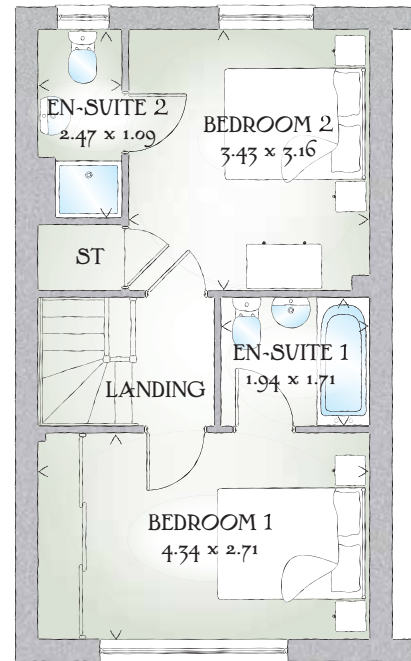 EN-SUITE 2
2.47 x 1.09
BEDROOM 2
3.43 x 3.16
ST
EN-SUITE 1
1.94 x 1.71
LANDING
BEDROOM 1
4.34 x 2.71